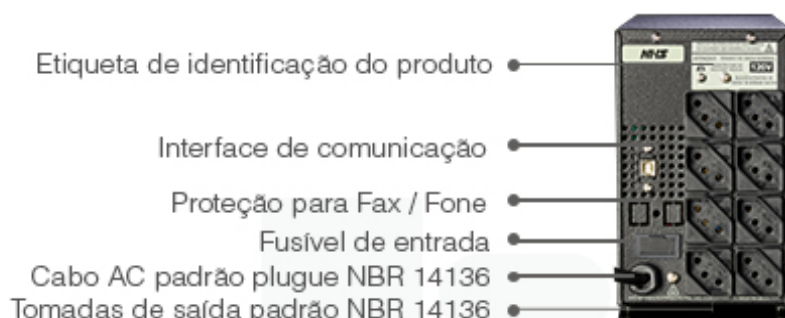 Etiqueta de identificação do produto
NHS
120V
Interface de comunicação
Proteção para Fax / Fone
Fusível de entrada
Cabo AC padrão plugue NBR 14136
Tomadas de saída padrão NBR 14136